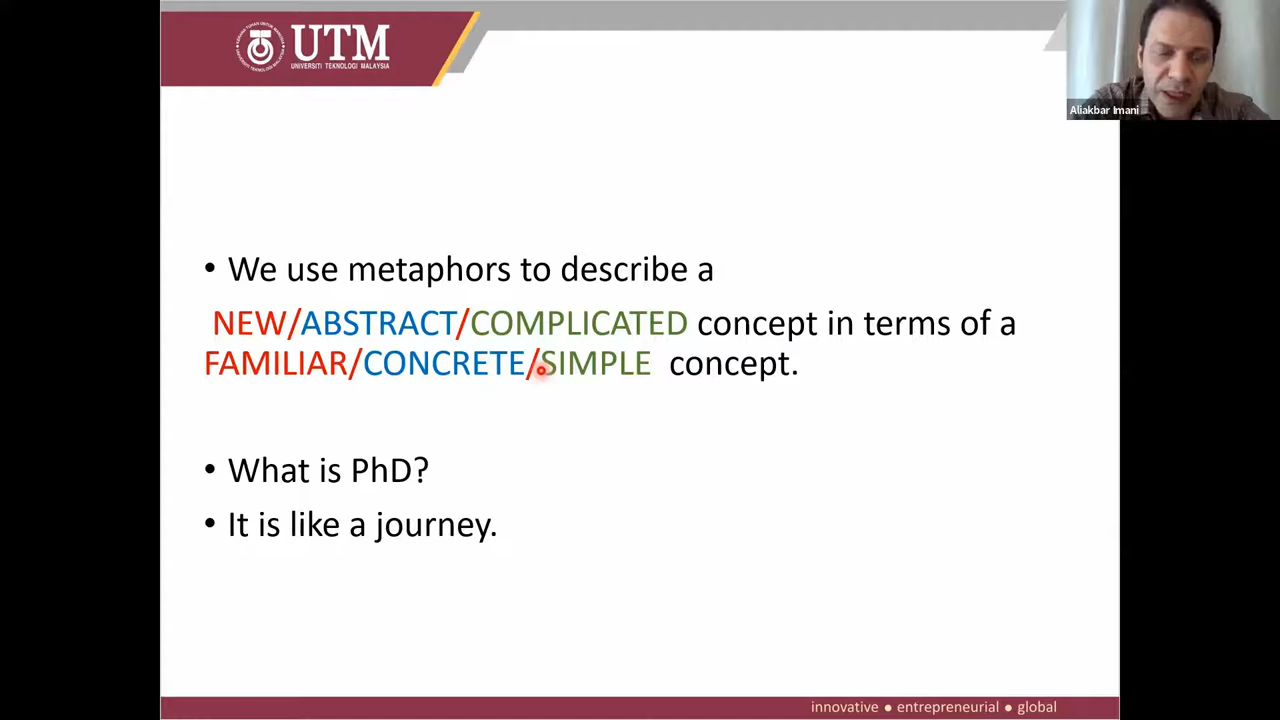 UTM
UNIVERSITI TEKNOLOGI MALAYSIA
Aliakbar Imani
• We use metaphors to describe a
NEW/ABSTRACT/COMPLICATED concept in terms of a
FAMILIAR/CONCRETE/SIMPLE concept.
• What is PhD?
• It is like a journey.
innovative ● entrepreneurial ● global